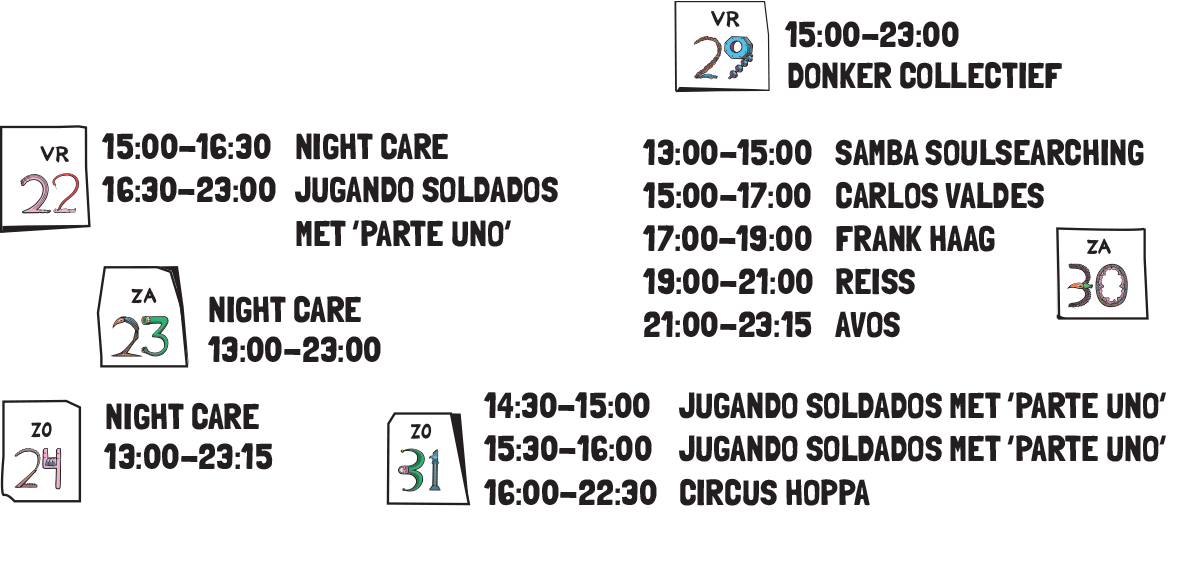 VR
22
15:00–16:30 NIGHT CARE
16:30–23:00 JUGANDO SOLDADOS
MET ‘PARTE UNO’
ZA
23
NIGHT CARE
13:00–23:00
ZO
24
NIGHT CARE
13:00–23:15
VR
29
15:00–23:00
DONKER COLLECTIEF
13:00–15:00 SAMBA SOULSEARCHING
15:00–17:00 CARLOS VALDES
17:00–19:00 FRANK HAAG
19:00–21:00 REISS
21:00–23:15 AVOS
ZA
30
ZO
31
14:30–15:00 JUGANDO SOLDADOS MET ‘PARTE UNO’
15:30–16:00 JUGANDO SOLDADOS MET ‘PARTE UNO’
16:00–22:30 CIRCUS HOPPA